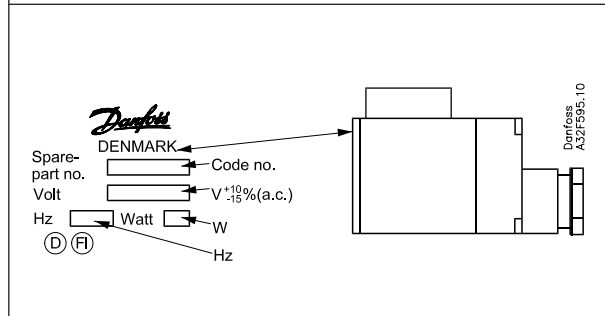 Danfoss
DENMARK
Spare-
part no.
Code no.
Volt
V +10 -15 %(a.c.)
Hz
Watt
W
D FI
Hz
Danfoss
A32F595.10